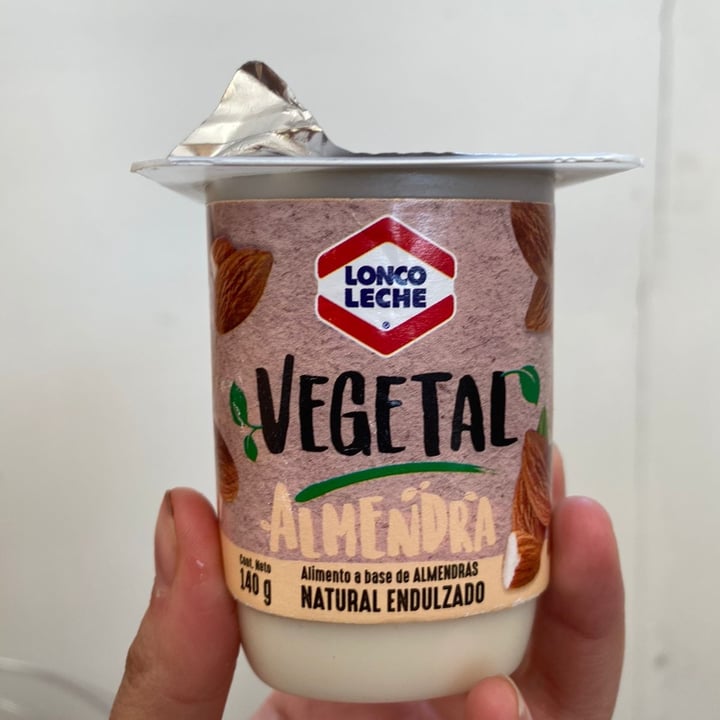 LONCO
LECHE
®
VEGETAL
ALMENDRA
Cont. Neto
140 g
Alimento a base de ALMENDRAS
NATURAL ENDULZADO